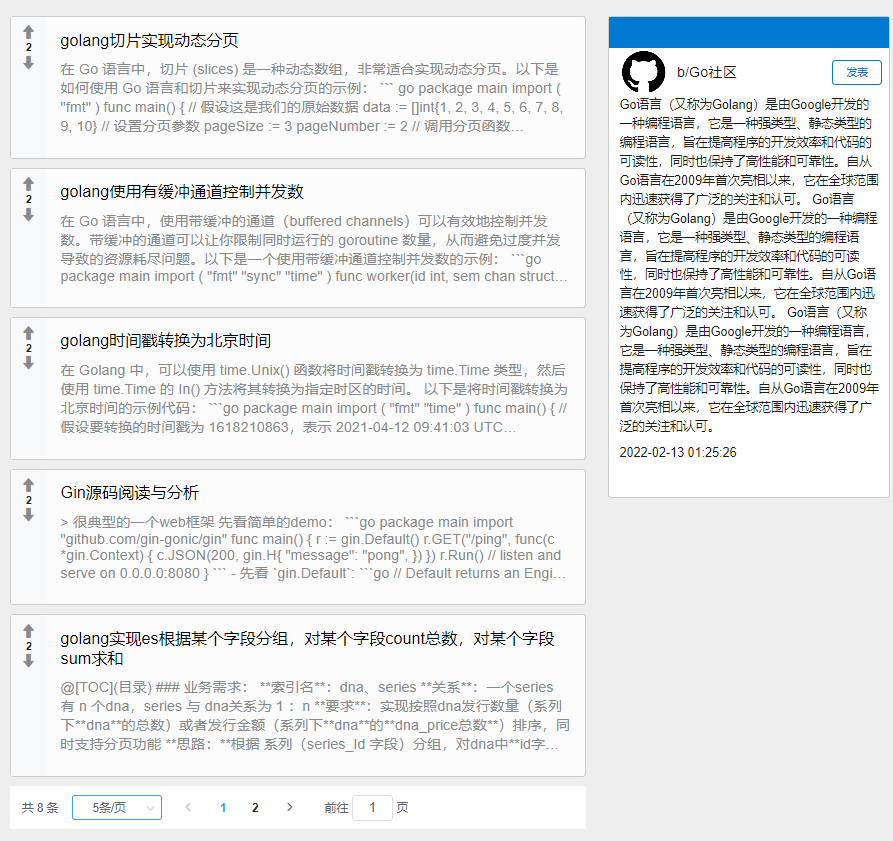 2
golang切片实现动态分页
在 Go 语言中，切片 (slices) 是一种动态数组，非常适合实现动态分页。以下是
如何使用 Go 语言和切片来实现动态分页的示例： ``` go package main import (
"fmt" ) func main() { // 假设这是我们的原始数据 data := []int{1, 2, 3, 4, 5, 6, 7, 8,
9, 10} // 设置分页参数 pageSize := 3 pageNumber := 2 // 调用分页函数…
2
golang使用有缓冲通道控制并发数
在 Go 语言中，使用带缓冲的通道（buffered channels）可以有效地控制并发
数。带缓冲的通道可以让你限制同时运行的 goroutine 数量，从而避免过度并发
导致的资源耗尽问题。以下是一个使用带缓冲通道控制并发数的示例： ```go
package main import ( "fmt" "sync" "time" ) func worker(id int, sem chan struct…
2
golang时间戳转换为北京时间
在 Golang 中，可以使用 time.Unix() 函数将时间戳转换为 time.Time 类型，然后
使用 time.Time 的 In() 方法将其转换为指定时区的时间。 以下是将时间戳转换为
北京时间的示例代码： ```go package main import ( "fmt" "time" ) func main() { //
假设要转换的时间戳为 1618210863，表示 2021-04-12 09:41:03 UTC…
2
Gin源码阅读与分析
> 很典型的一个web框架 先看简单的demo： ```go package main import
"github.com/gin-gonic/gin" func main() { r := gin.Default() r.GET("/ping", func(c
*gin.Context) { c.JSON(200, gin.H{ "message": "pong", }) }) r.Run() // listen and
serve on 0.0.0.0:8080 } ``` - 先看 `gin.Default`: ```go // Default returns an Engi…
2
golang实现es根据某个字段分组，对某个字段count总数，对某个字段
sum求和
@[TOC](目录) ### 业务需求： **索引名**：dna、series **关系**：一个series
有 n 个dna，series 与 dna关系为 1 ：n **要求**：实现按照dna发行数量（系列
下**dna**的总数）或者发行金额（系列下**dna**的**dna_price总数**）排序，同
时支持分页功能 **思路：**根据 系列（series_Id 字段）分组，对dna中**id字…
共 8 条 5条/页 1 2 前往 1 页
b/Go社区 发表
Go语言（又称为Golang）是由Google开发的
一种编程语言，它是一种强类型、静态类型的
编程语言，旨在提高程序的开发效率和代码的
可读性，同时也保持了高性能和可靠性。自从
Go语言在2009年首次亮相以来，它在全球范围
内迅速获得了广泛的关注和认可。 Go语言
（又称为Golang）是由Google开发的一种编程
语言，它是一种强类型、静态类型的编程语
言，旨在提高程序的开发效率和代码的可读
性，同时也保持了高性能和可靠性。自从Go语
言在2009年首次亮相以来，它在全球范围内迅
速获得了广泛的关注和认可。 Go语言（又称
为Golang）是由Google开发的一种编程语言，
它是一种强类型、静态类型的编程语言，旨在
提高程序的开发效率和代码的可读性，同时也
保持了高性能和可靠性。自从Go语言在2009年
首次亮相以来，它在全球范围内迅速获得了广
泛的关注和认可。
2022-02-13 01:25:26